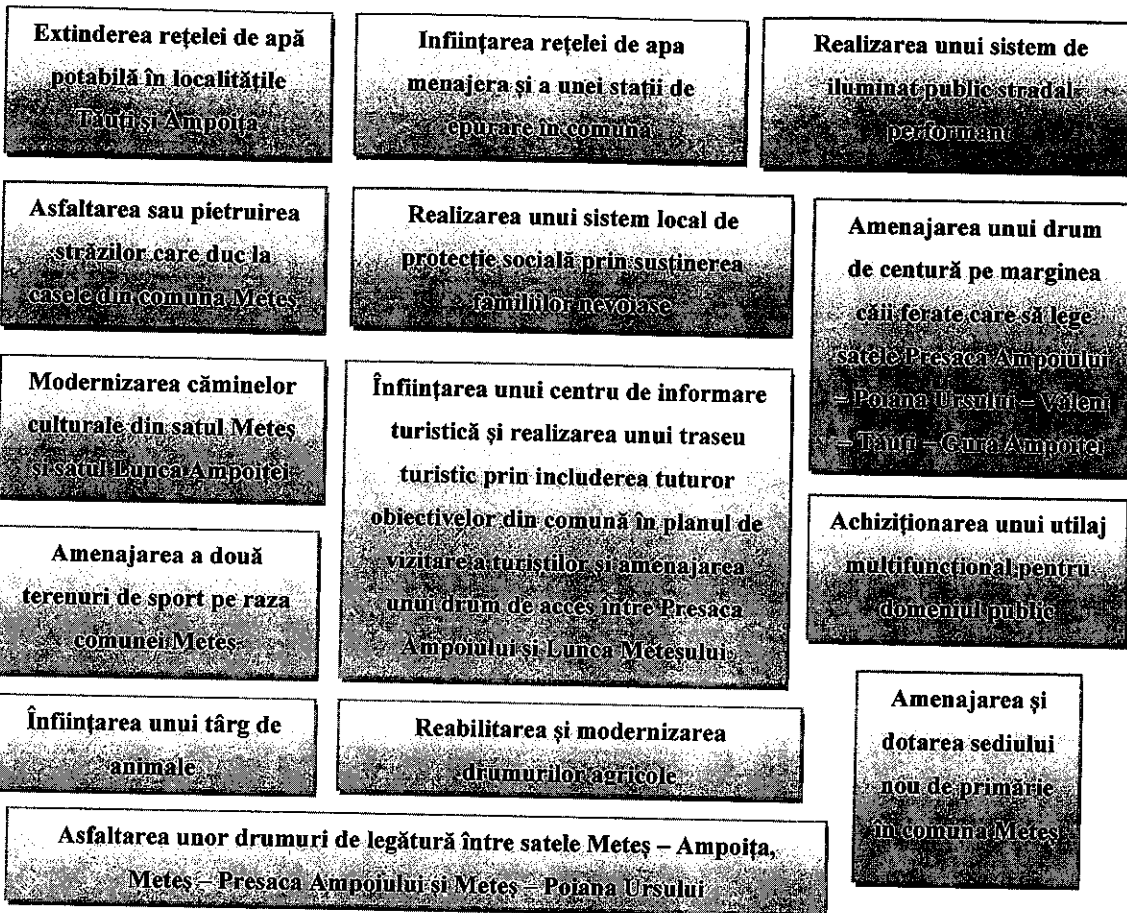 Extinderea rețelei de apă
potabilă în localitățile
Tăuți și Ampoița
Inființarea rețelei de apa
menajera și a unei stații de
epurare în comună
Realizarea unui sistem de
iluminat public stradal
performant
Asfaltarea sau pietruirea
străzilor care duc la
casele din comuna Meteș
Realizarea unui sistem local de
protecție socială prin susținerea
familiilor nevoiase
Amenajarea unui drum
de centură pe marginea
căii ferate care să lege
satele Presaca Ampoiului
– Poiana Ursului – Văleni
– Tăuți – Gura Ampoiței
Modernizarea căminelor
culturale din satul Meteș
și satul Lunca Ampoiței
Înființarea unui centru de informare
turistică și realizarea unui traseu
turistic prin includerea tuturor
obiectivelor din comună în planul de
vizitare a turiștilor și amenajarea
unui drum de acces între Presaca
Ampoiului și Lunca Meteșului
Achiziționarea unui utilaj
multifuncțional pentru
domeniul public
Amenajarea a două
terenuri de sport pe raza
comunei Meteș
Înființarea unui târg de
animale
Reabilitarea și modernizarea
drumurilor agricole
Amenajarea și
dotarea sediului
nou de primărie
în comuna Meteș
Asfaltarea unor drumuri de legătură între satele Meteș – Ampoița,
Meteș – Presaca Ampoiului și Meteș – Poiana Ursului